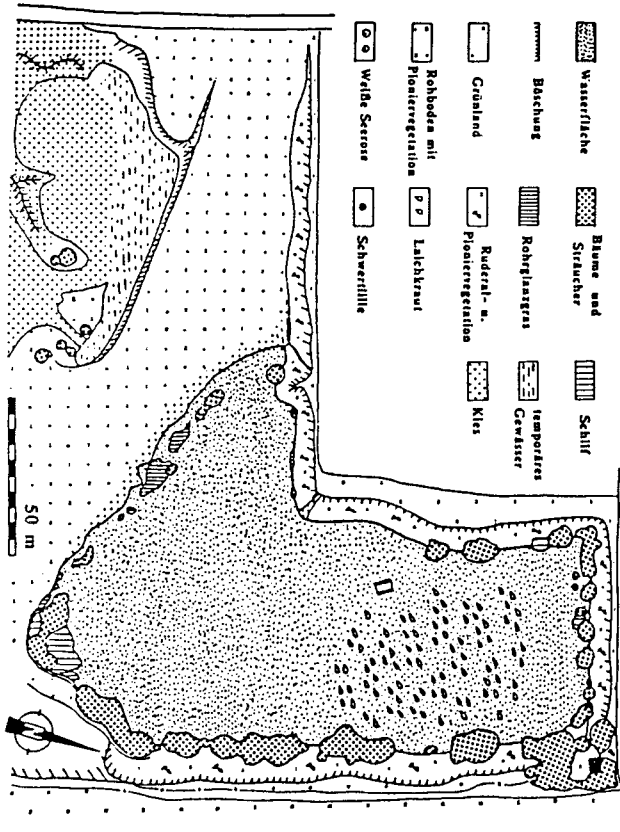 Wasserfläche
Böschung
Grünland
Rohboden mit
Pioniervegetation
Weiße Seerose
Bäume und
Sträucher
Rohrglanzgras
Ruderal- u.
Pioniervegetation
Laichkraut
Schwertlilie
Schilf
temporäres
Gewässer
Kies
50 m
N